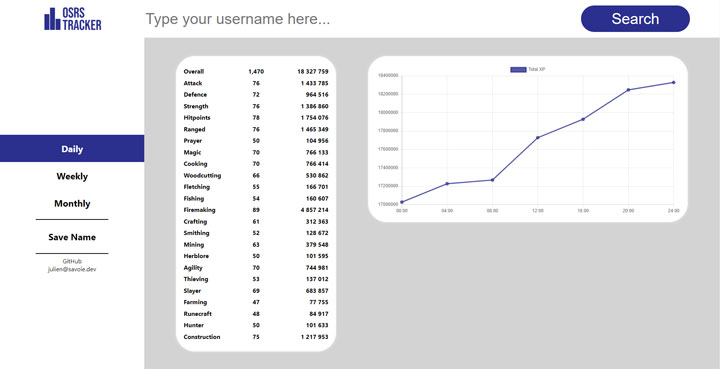 OSRS
TRACKER
Type your username here...
Search
Daily
Weekly
Monthly
Save Name
GitHub
julien@savoie.dev
Overall 1,470 18 327 759
Attack 76 1 433 785
Defence 72 964 516
Strength 76 1 386 860
Hitpoints 78 1 754 076
Ranged 76 1 465 349
Prayer 50 104 956
Magic 70 766 133
Cooking 70 766 414
Woodcutting 66 530 862
Fletching 55 166 701
Fishing 54 160 607
Firemaking 89 4 857 214
Crafting 61 312 363
Smithing 52 128 672
Mining 63 379 548
Herblore 50 101 595
Agility 70 744 981
Thieving 53 137 012
Slayer 69 683 857
Farming 47 77 755
Runecraft 48 84 917
Hunter 50 101 633
Construction 75 1 217 953
Total XP
18400000
18200000
18000000
17800000
17600000
17400000
17200000
17000000
00:00 04:00 08:00 12:00 16:00 20:00 24:00